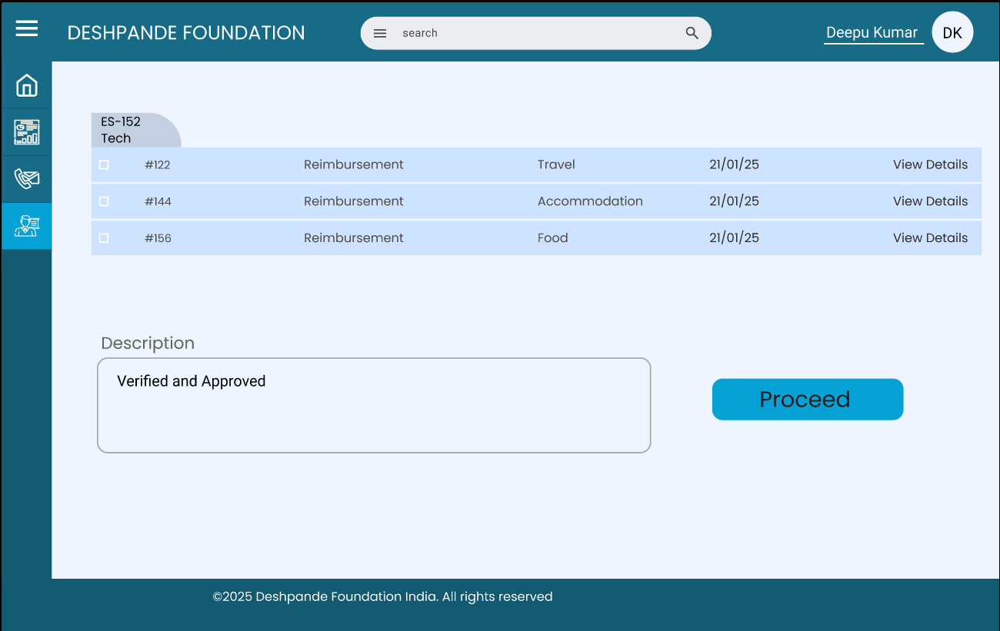 DESHPANDE FOUNDATION
search
Deepu Kumar
DK
ES-152
Tech
#122 Reimbursement Travel 21/01/25 View Details
#144 Reimbursement Accommodation 21/01/25 View Details
#156 Reimbursement Food 21/01/25 View Details
Description
Verified and Approved
Proceed
©2025 Deshpande Foundation India. All rights reserved